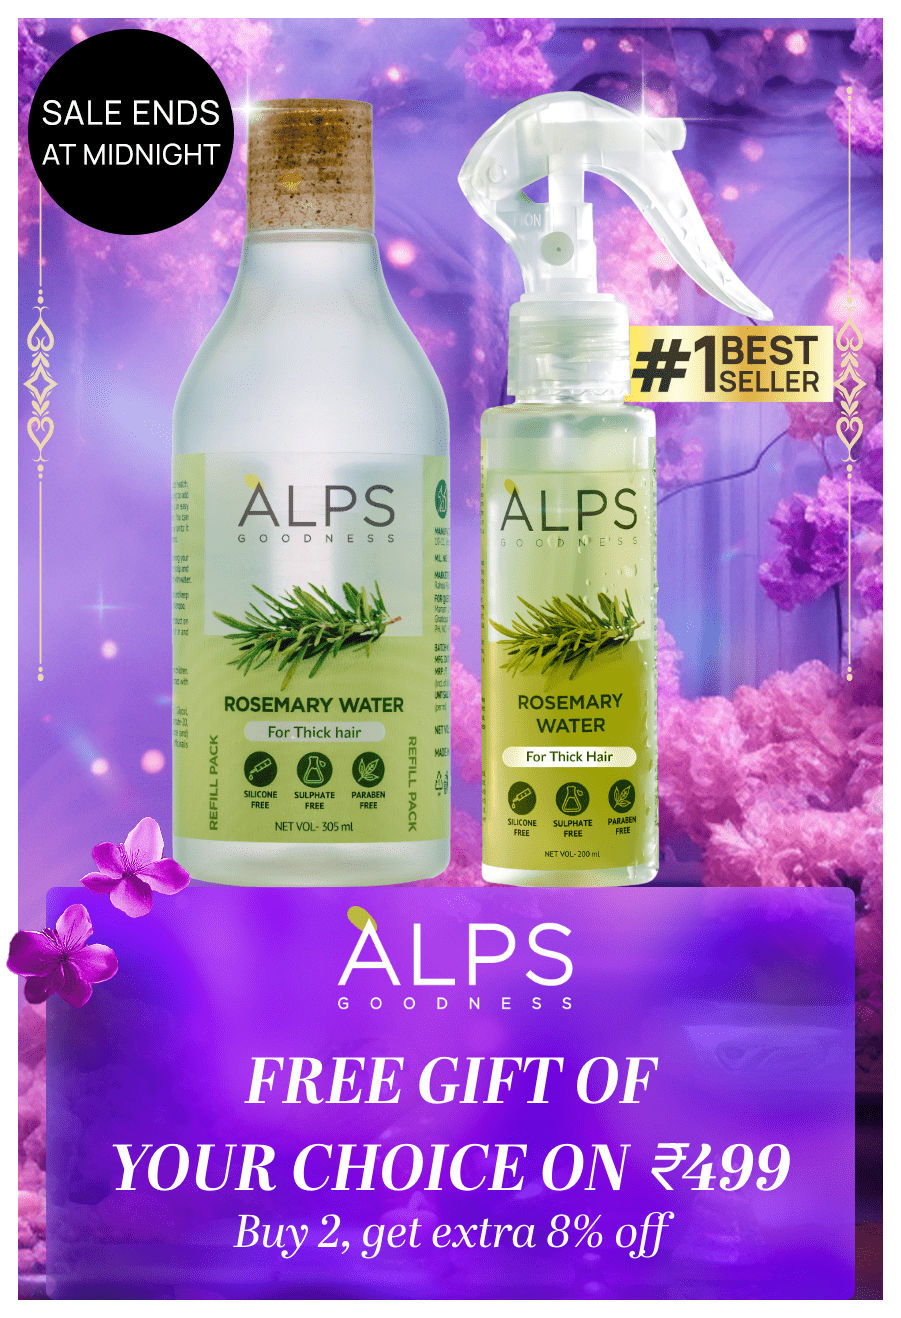 SALE ENDS
AT MIDNIGHT
ION
#1 BEST
SELLER
ALPS
GOODNESS
ROSEMARY WATER
For Thick hair
REFILL PACK
REFILL PACK
SILICONE
FREE
SULPHATE
FREE
PARABEN
FREE
NET VOL- 305 ml
ALPS
GOODNESS
ROSEMARY
WATER
For Thick Hair
SILICONE
FREE
SULPHATE
FREE
PARABEN
FREE
NET VOL- 200 ml
ALPS
GOODNESS
FREE GIFT OF
YOUR CHOICE ON ₹499
Buy 2, get extra 8% off